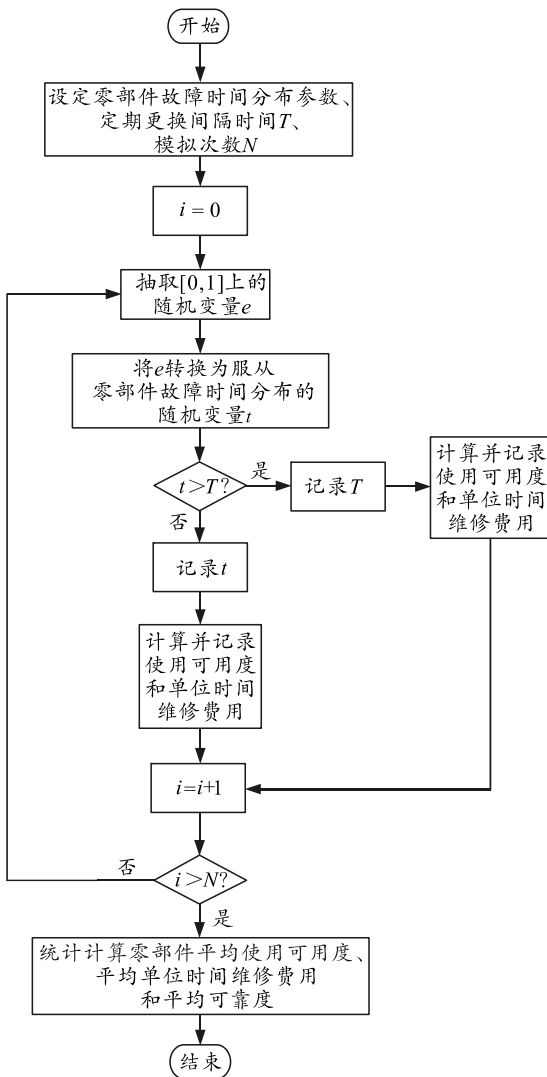 开始
设定零部件故障时间分布参数、
定期更换间隔时间T、
模拟次数N
i = 0
抽取[0,1]上的
随机变量e
将e转换为服从
零部件故障时间分布的
随机变量t
t>T?
是
记录T
计算并记录
使用可用度
和单位时间
维修费用
否
记录t
计算并记录
使用可用度
和单位时间
维修费用
i=i+1
否
i>N?
是
统计计算零部件平均使用可用度、
平均单位时间维修费用
和平均可靠度
结束